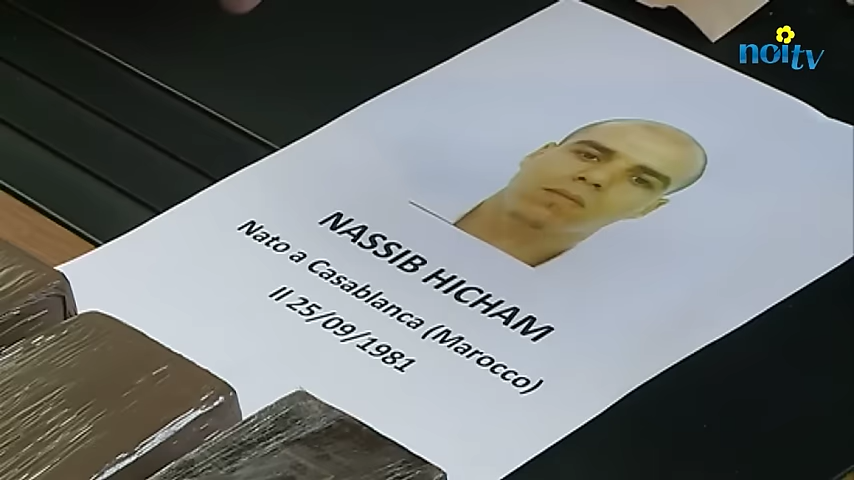 noitv
NASSIB HICHAM
Nato a Casablanca (Marocco)
Il 25/09/1981